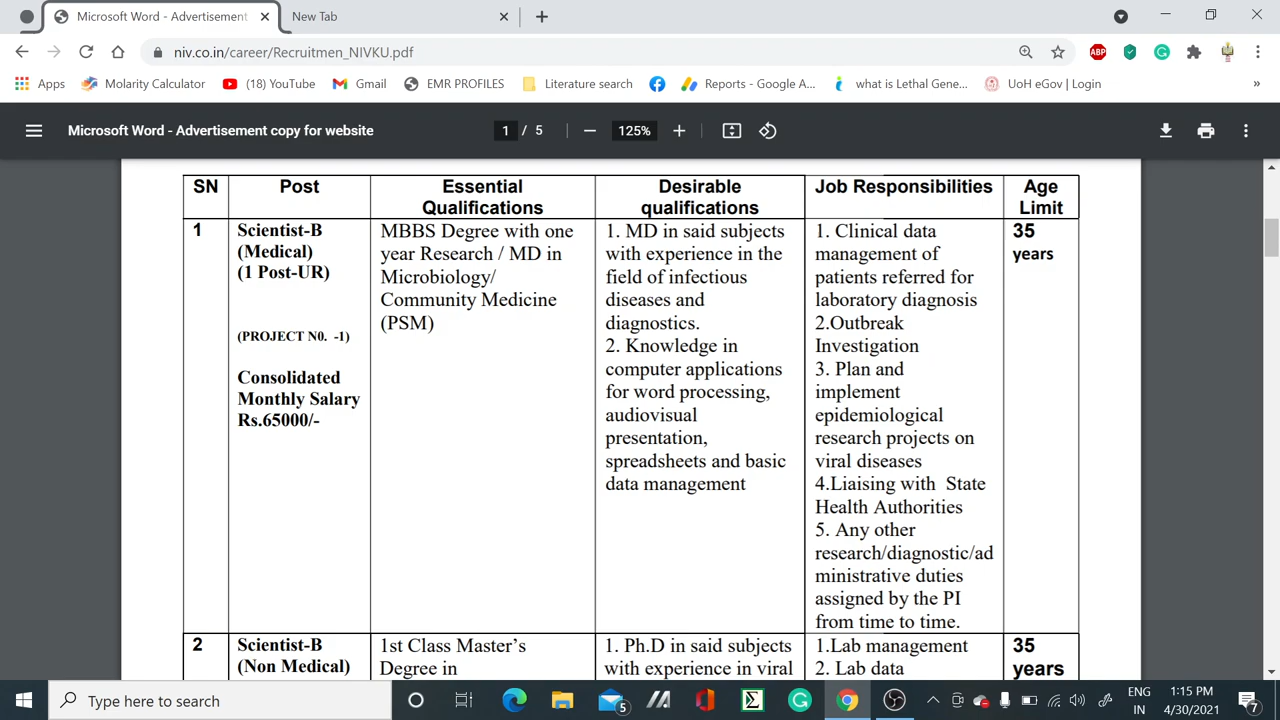 Microsoft Word - Advertisement
New Tab
niv.co.in/career/Recruitmen_NIVKU.pdf
ABP
Apps
Molarity Calculator
(18) YouTube
Gmail
EMR PROFILES
Literature search
Reports - Google A...
what is Lethal Gene...
UoH eGov | Login
»
Microsoft Word - Advertisement copy for website
1 / 5
125%
SN
Post
Essential
Qualifications
Desirable
qualifications
Job Responsibilities
Age
Limit
1
Scientist-B
(Medical)
(1 Post-UR)
(PROJECT N0. -1)
Consolidated
Monthly Salary
Rs.65000/-
MBBS Degree with one
year Research / MD in
Microbiology/
Community Medicine
(PSM)
1. MD in said subjects
with experience in the
field of infectious
diseases and
diagnostics.
2. Knowledge in
computer applications
for word processing,
audiovisual
presentation,
spreadsheets and basic
data management
1. Clinical data
management of
patients referred for
laboratory diagnosis
2.Outbreak
Investigation
3. Plan and
implement
epidemiological
research projects on
viral diseases
4.Liaising with State
Health Authorities
5. Any other
research/diagnostic/ad
ministrative duties
assigned by the PI
from time to time.
35
years
2
Scientist-B
(Non Medical)
1st Class Master's
Degree in
1. Ph.D in said subjects
with experience in viral
1.Lab management
2. Lab data
35
years
Type here to search
5
ENG
IN
1:15 PM
4/30/2021
7